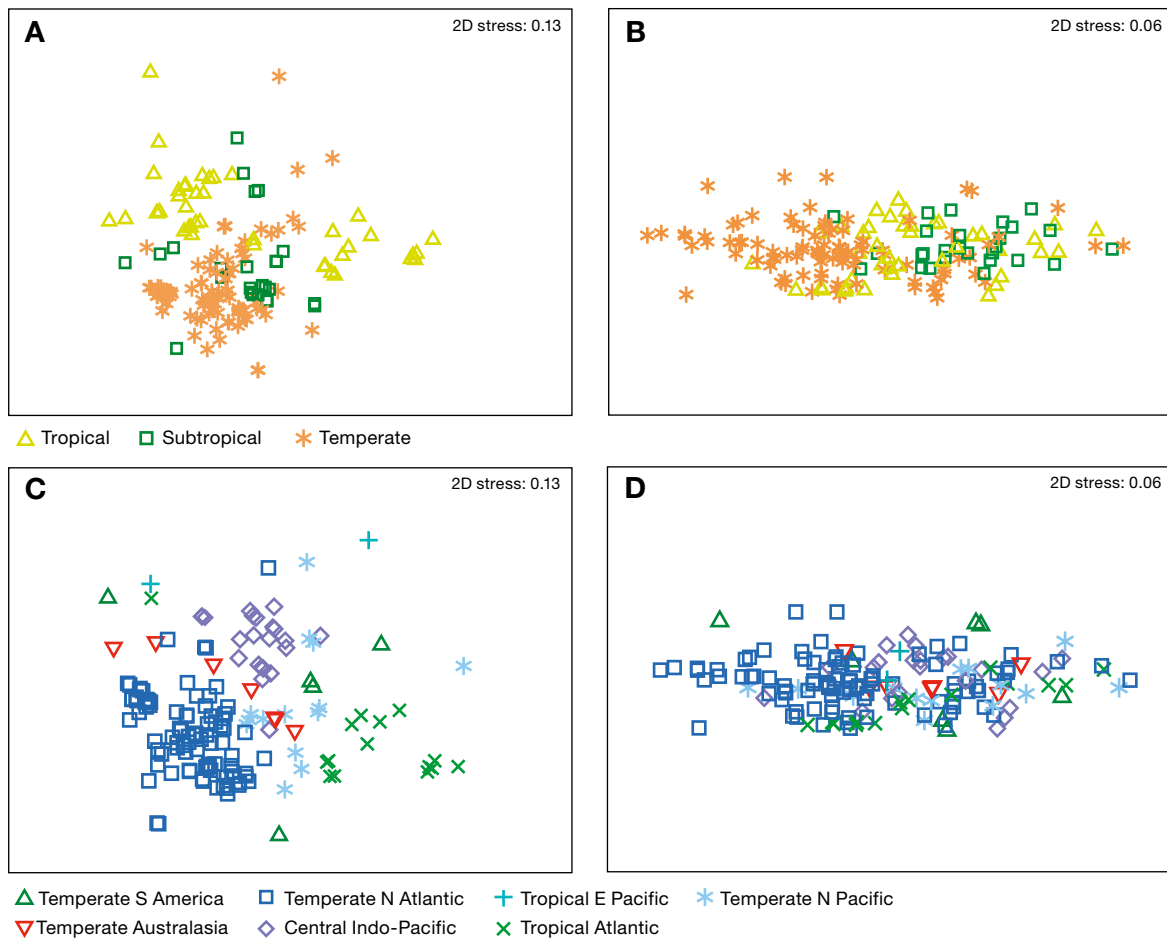 A
2D stress: 0.13
B
2D stress: 0.06
Tropical Subtropical Temperate
C
2D stress: 0.13
D
2D stress: 0.06
Temperate S America Temperate N Atlantic Tropical E Pacific Temperate N Pacific
Temperate Australasia Central Indo-Pacific Tropical Atlantic